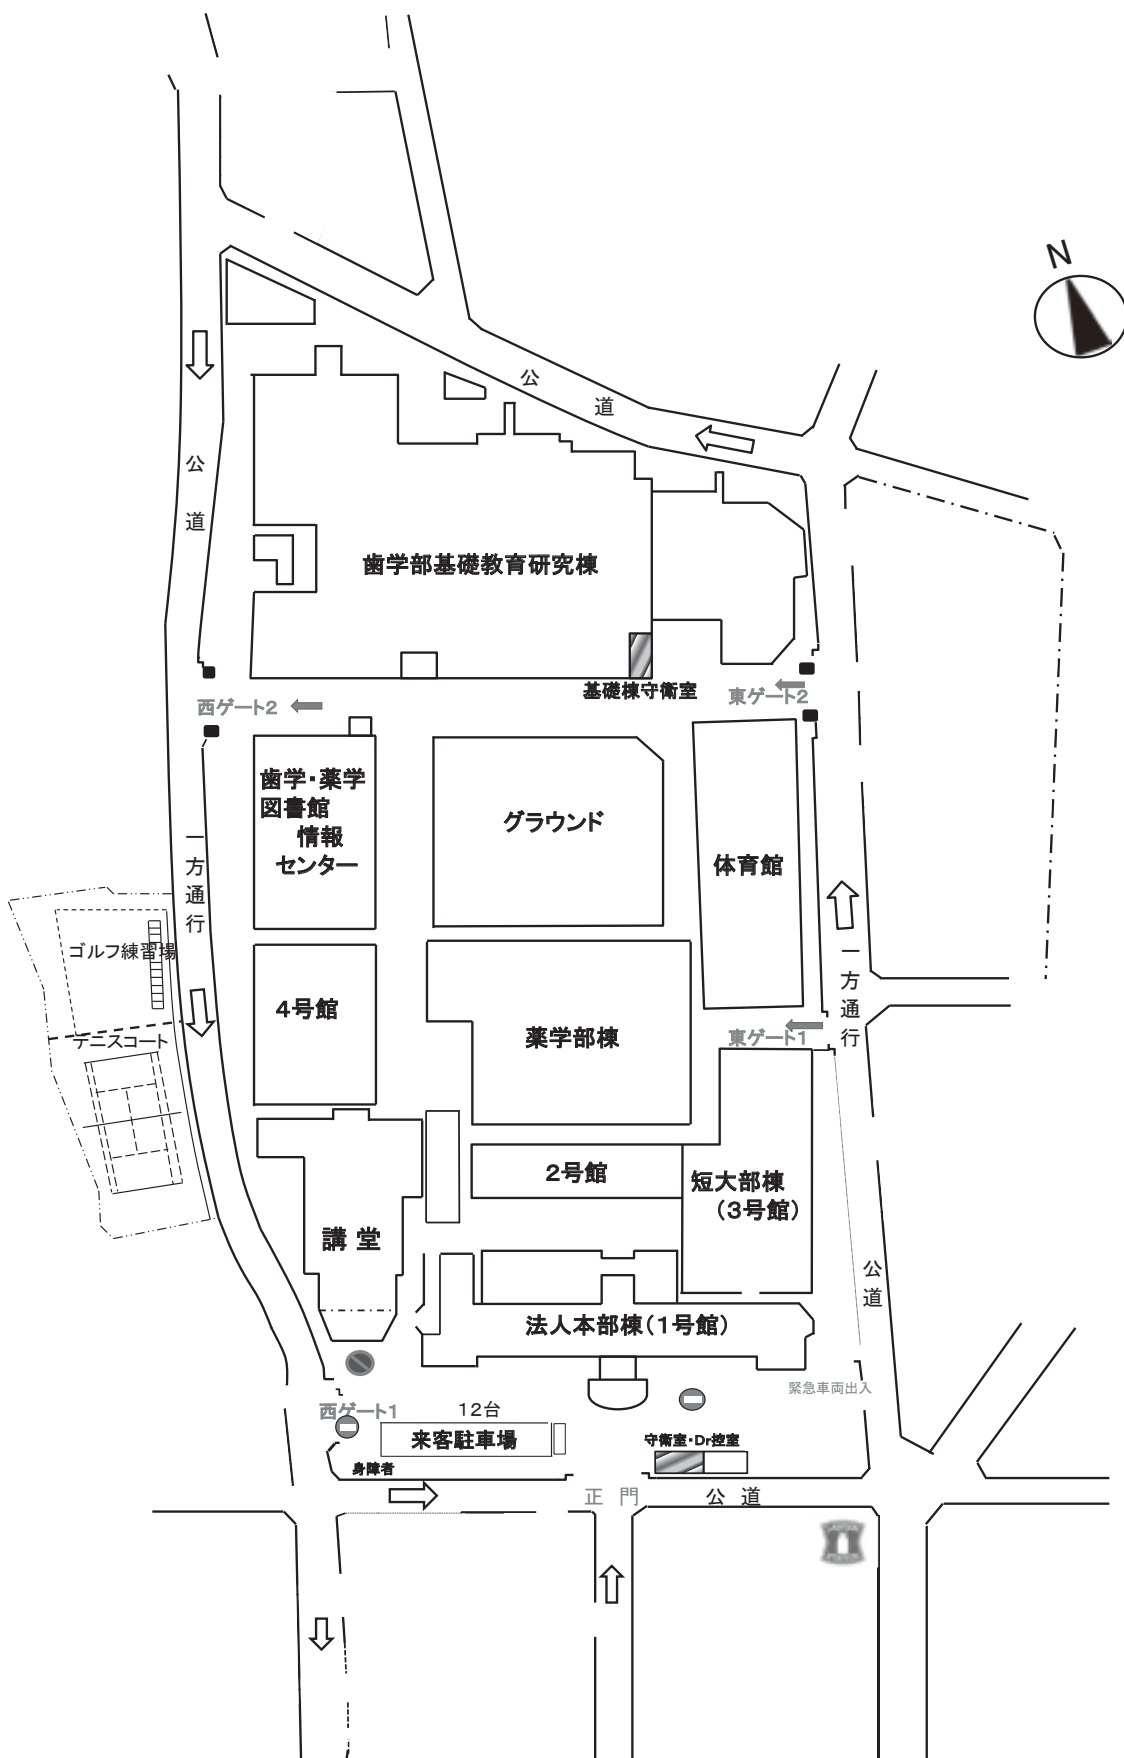 N
公道
公道
歯学部基礎教育研究棟
基礎棟守衛室
東ゲート2
西ゲート2
歯学・薬学
図書館
情報
センター
グラウンド
体育館
一方通行
ゴルフ練習場
テニスコート
4号館
薬学部棟
東ゲート1
一方通行
2号館
短大部棟
(3号館)
講堂
公道
法人本部棟(1号館)
緊急車両出入
西ゲート1
12台
来客駐車場
身障者
守衛室・Dr控室
正門
公道